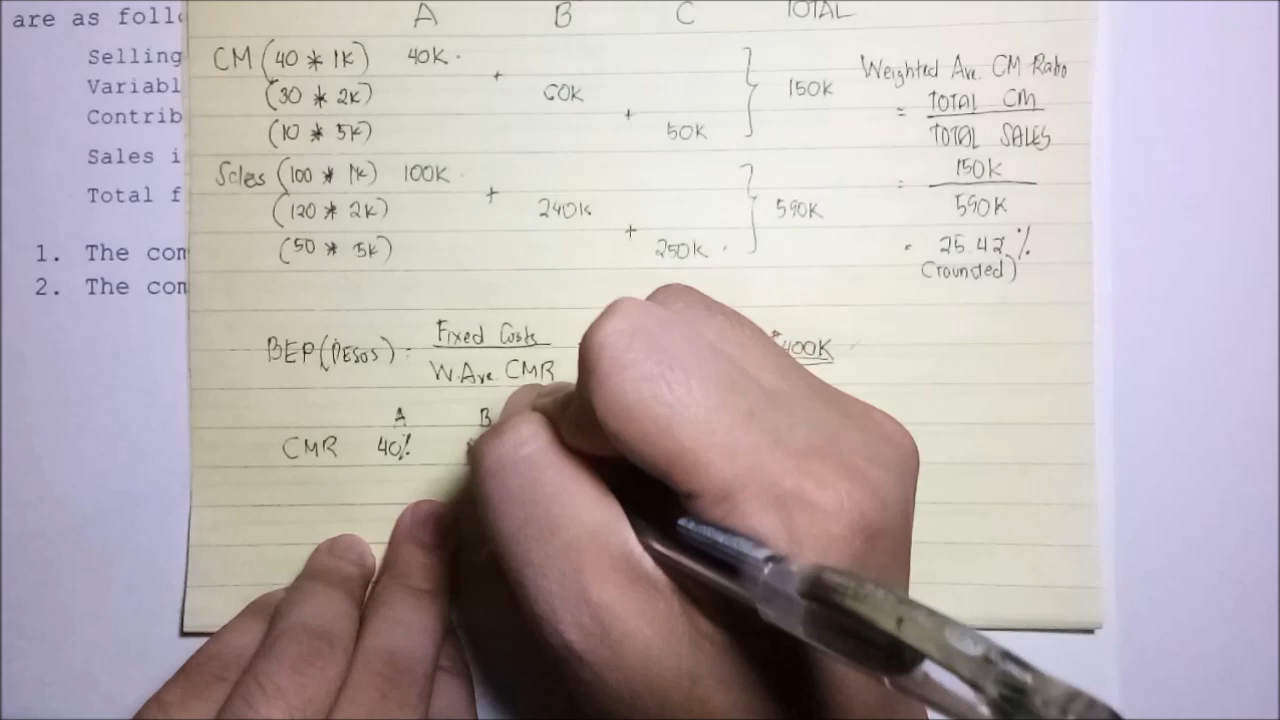 are as foll
A B C TOTAL
Selling
CM (40 * 1K) 40K
Variabl
(30 * 2K) + 60K } 150K
Contrib
(10 * 5K) + 50K
Weighted Ave. CM Ratio
= TOTAL CM
TOTAL SALES
Sales i
Sales (100 * 1K) 100K
= 150K
590K
Total f
(120 * 2K) + 240K } 590K
(50 * 5K) + 250K
= 25.42 %
(rounded)
1. The con
2. The con
BEP (PESOS) = Fixed Costs
W. Ave. CMR
400K
A B
CMR 40%